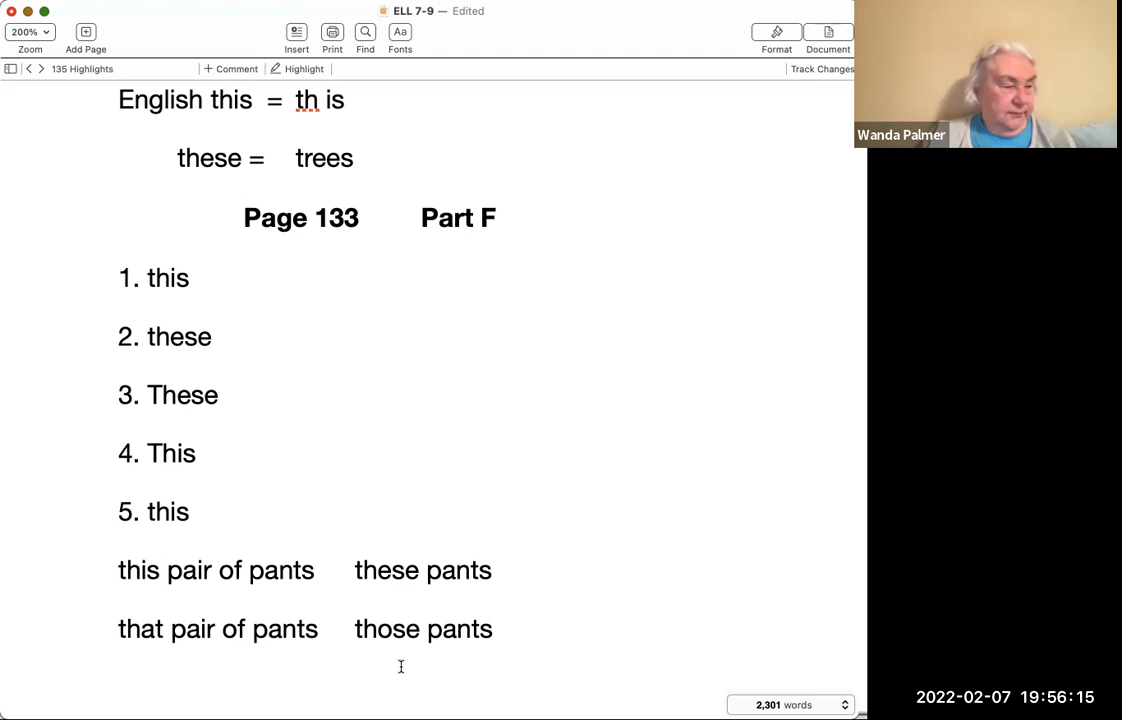 ELL 7-9 — Edited
200%
Zoom
Add Page
Insert
Print
Find
Aa
Fonts
Format
Document
135 Highlights
+ Comment
Highlight
Track Changes
English this = th is
these = trees
Page 133 Part F
1. this
2. these
3. These
4. This
5. this
this pair of pants these pants
that pair of pants those pants
2,301 words
Wanda Palmer
2022-02-07 19:56:15